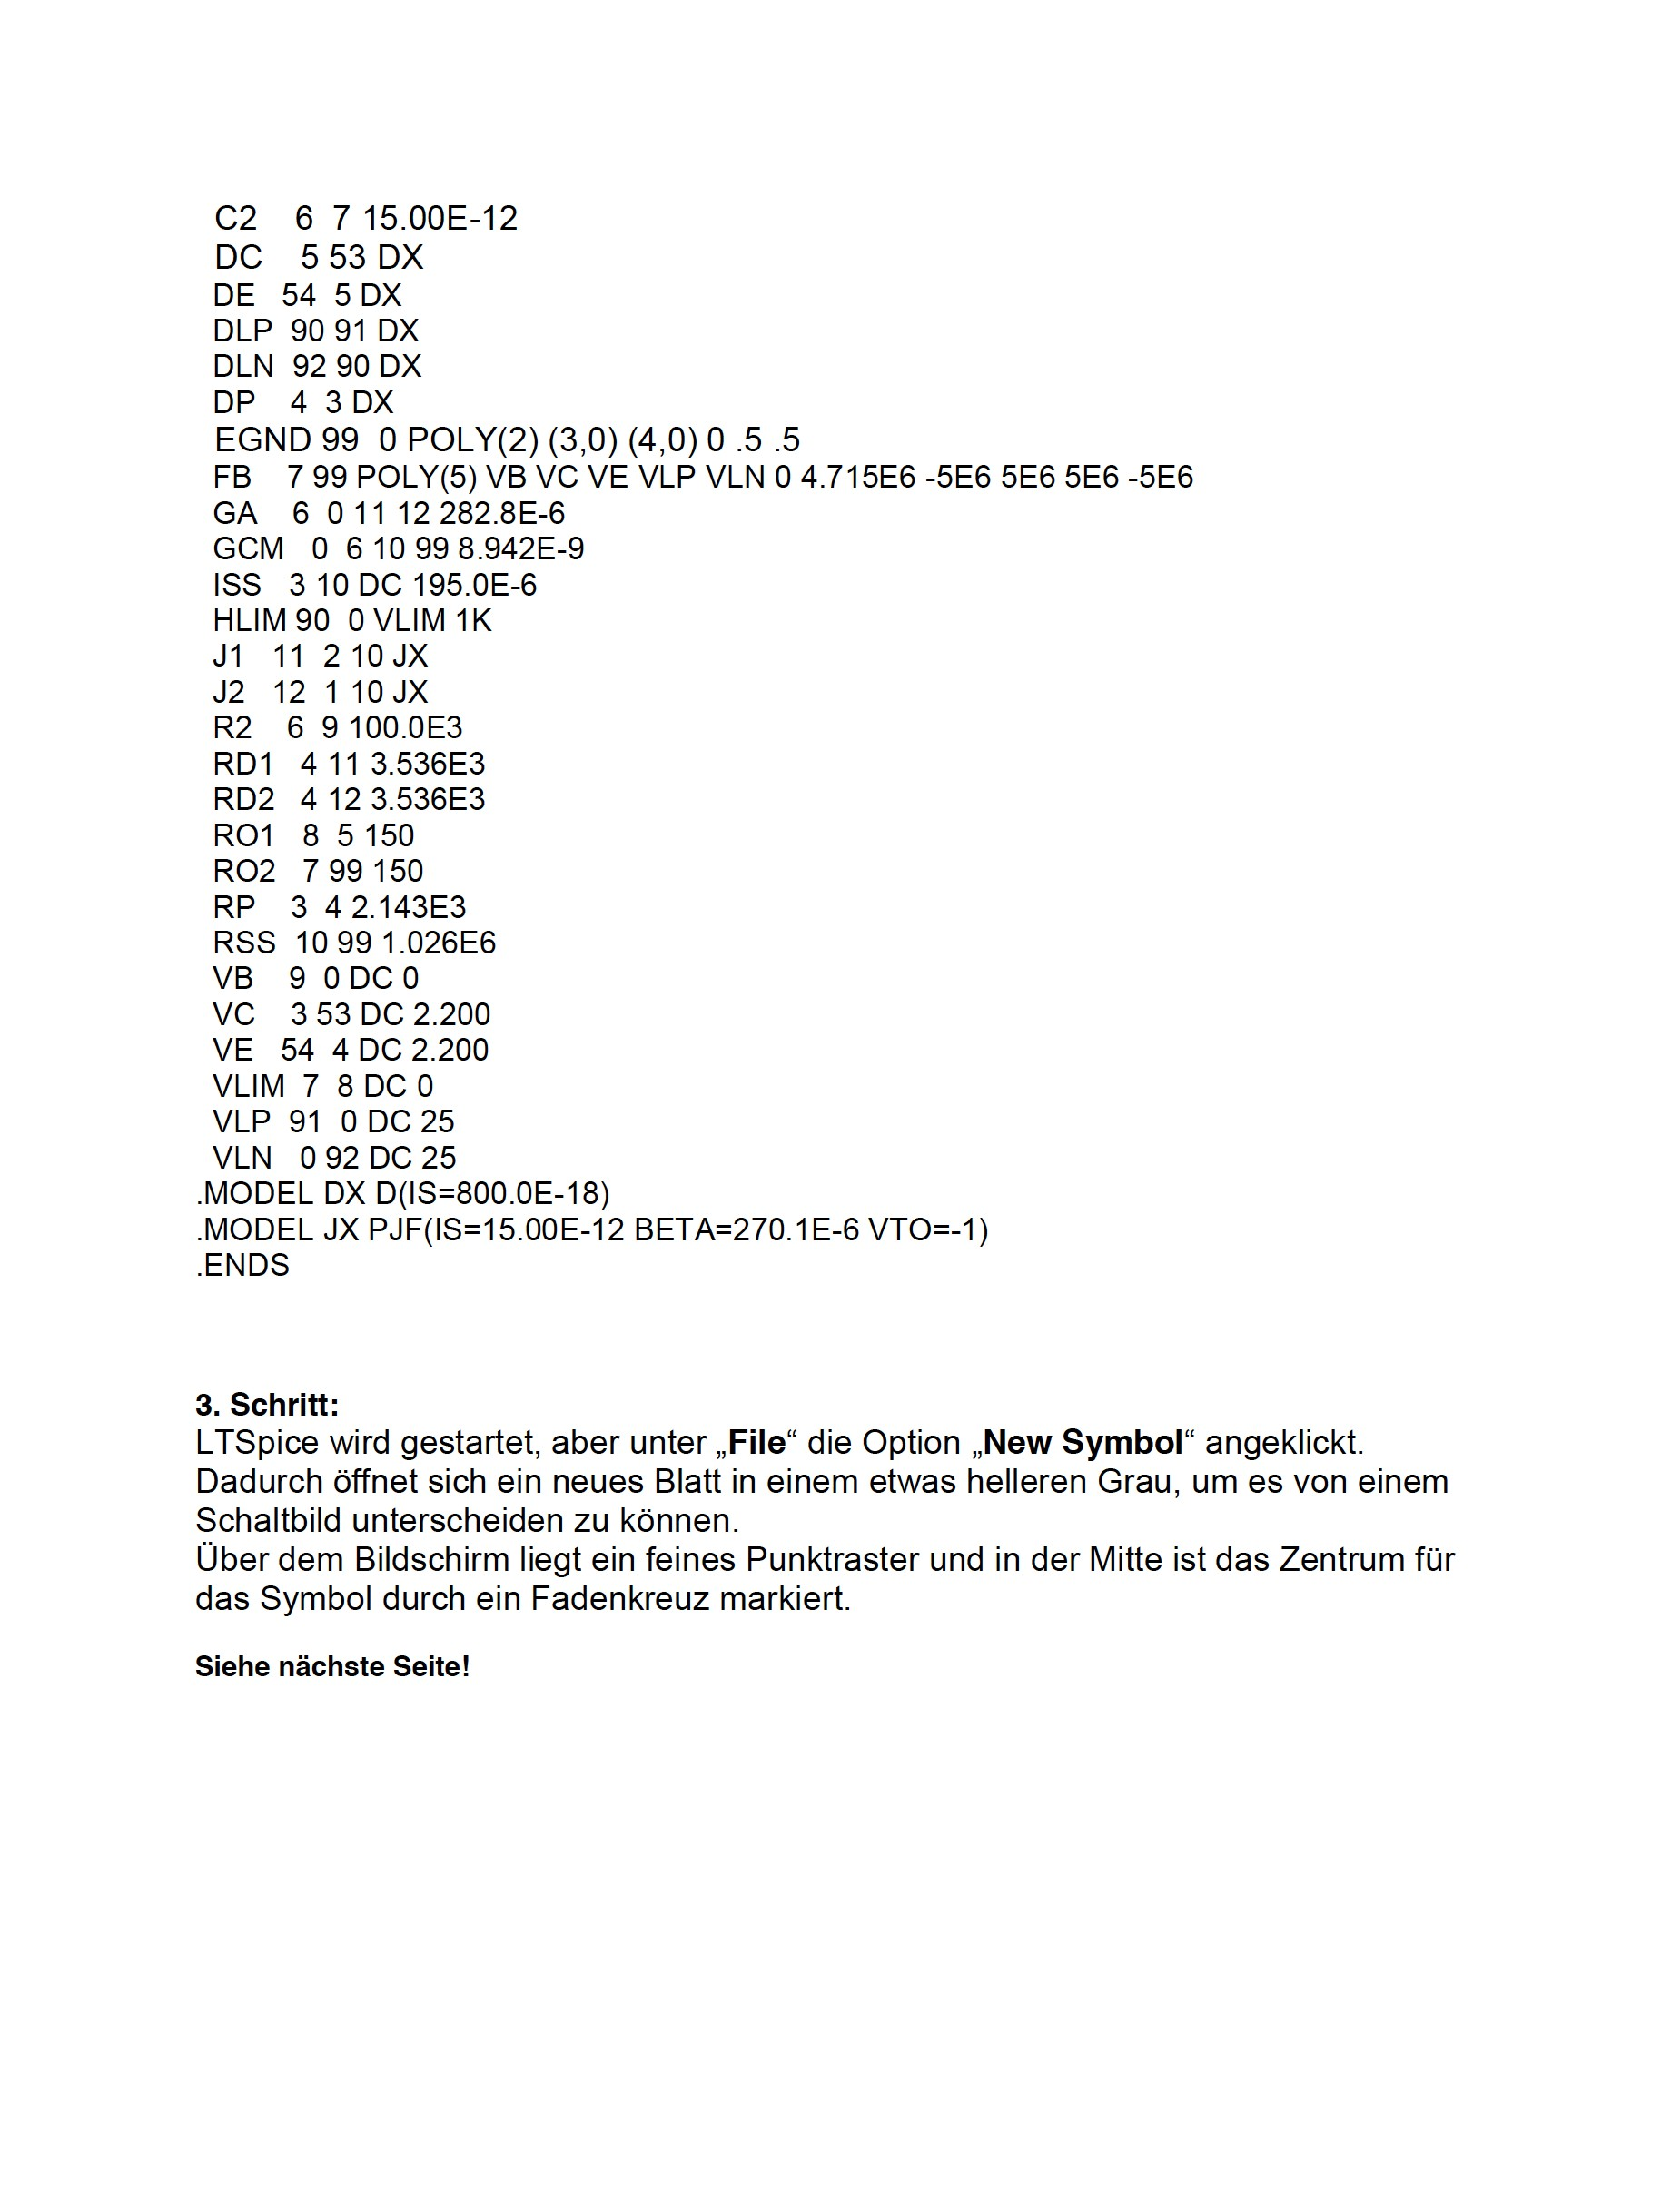 C2 6 7 15.00E-12
DC 5 53 DX
DE 54 5 DX
DLP 90 91 DX
DLN 92 90 DX
DP 4 3 DX
EGND 99 0 POLY(2) (3,0) (4,0) 0 .5 .5
FB 7 99 POLY(5) VB VC VE VLP VLN 0 4.715E6 -5E6 5E6 5E6 -5E6
GA 6 0 11 12 282.8E-6
GCM 0 6 10 99 8.942E-9
ISS 3 10 DC 195.0E-6
HLIM 90 0 VLIM 1K
J1 11 2 10 JX
J2 12 1 10 JX
R2 6 9 100.0E3
RD1 4 11 3.536E3
RD2 4 12 3.536E3
RO1 8 5 150
RO2 7 99 150
RP 3 4 2.143E3
RSS 10 99 1.026E6
VB 9 0 DC 0
VC 3 53 DC 2.200
VE 54 4 DC 2.200
VLIM 7 8 DC 0
VLP 91 0 DC 25
VLN 0 92 DC 25
.MODEL DX D(IS=800.0E-18)
.MODEL JX PJF(IS=15.00E-12 BETA=270.1E-6 VTO=-1)
.ENDS
3. Schritt:
LTSpice wird gestartet, aber unter „File“ die Option „New Symbol“ angeklickt.
Dadurch öffnet sich ein neues Blatt in einem etwas helleren Grau, um es von einem
Schaltbild unterscheiden zu können.
Über dem Bildschirm liegt ein feines Punktraster und in der Mitte ist das Zentrum für
das Symbol durch ein Fadenkreuz markiert.
Siehe nächste Seite!